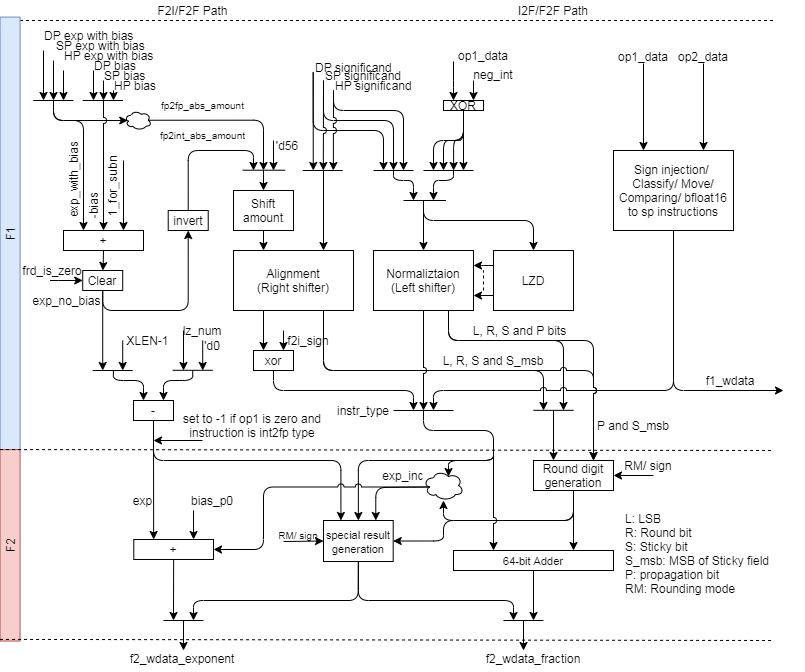 F2I/F2F Path
I2F/F2F Path
DP exp with bias
SP exp with bias
HP exp with bias
DP bias
SP bias
HP bias
DP significand
SP significand
HP significand
op1_data
neg_int
XOR
op1_data
op2_data
fp2fp_abs_amount
fp2int_abs_amount
'd56
exp_with_bias
-bias
1_for_subn
+
invert
Shift
amount
Sign injection/
Classify/ Move/
Comparing/ bfloat16
to sp instructions
F1
frd_is_zero
Clear
exp_no_bias
Alignment
(Right shifter)
Normaliztaion
(Left shifter)
LZD
XLEN-1
lz_num
'd0
f2i_sign
xor
L, R, S and P bits
L, R, S and S_msb
f1_wdata
-
set to -1 if op1 is zero and
instruction is int2fp type
instr_type
P and S_msb
F2
exp
bias_p0
+
RM/ sign
special result
generation
exp_inc
Round digit
generation
RM/ sign
64-bit Adder
L: LSB
R: Round bit
S: Sticky bit
S_msb: MSB of Sticky field
P: propagation bit
RM: Rounding mode
f2_wdata_exponent
f2_wdata_fraction